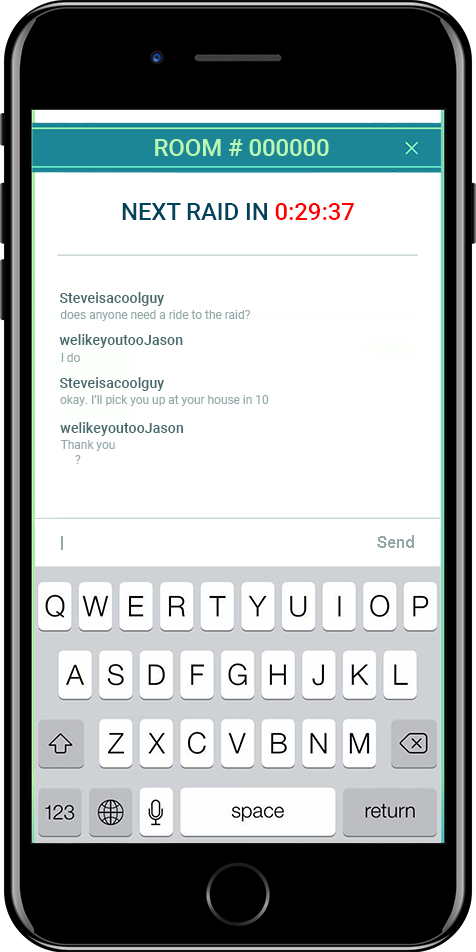 ROOM # 000000 ×
NEXT RAID IN 0:29:37
Steveisacoolguy
does anyone need a ride to the raid?
welikeyoutooJason
I do
Steveisacoolguy
okay. I'll pick you up at your house in 10
welikeyoutooJason
Thank you
?
| Send
Q W E R T Y U I O P
A S D F G H J K L
Z X C V B N M
123 space return